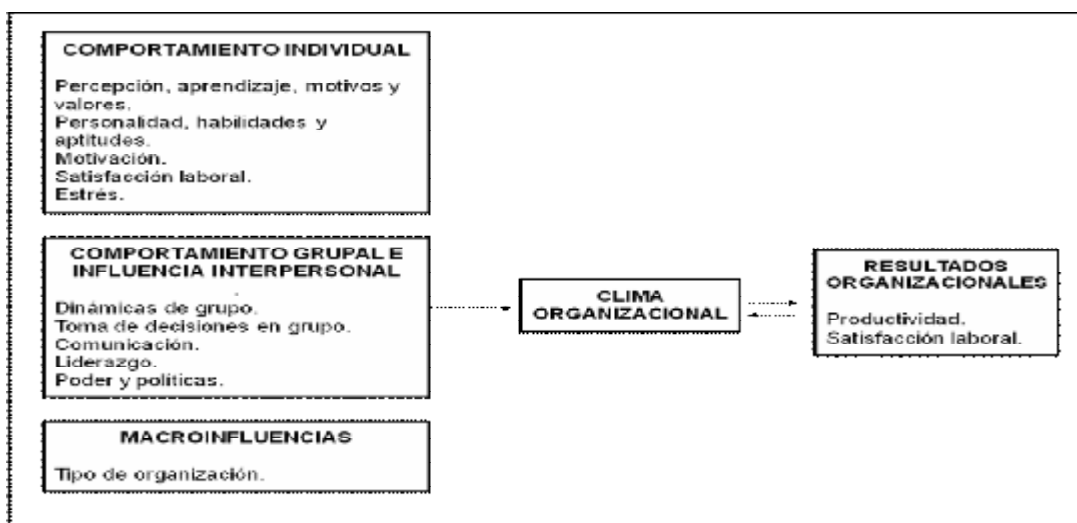 COMPORTAMIENTO INDIVIDUAL
Percepción, aprendizaje, motivos y
valores.
Personalidad, habilidades y
aptitudes.
Motivación.
Satisfacción laboral.
Estrés.
COMPORTAMIENTO GRUPAL E
INFLUENCIA INTERPERSONAL
.
Dinámicas de grupo.
Toma de decisiones en grupo.
Comunicación.
Liderazgo.
Poder y políticas.
MACROINFLUENCIAS
Tipo de organización.
CLIMA
ORGANIZACIONAL
RESULTADOS
ORGANIZACIONALES
Productividad.
Satisfacción laboral.